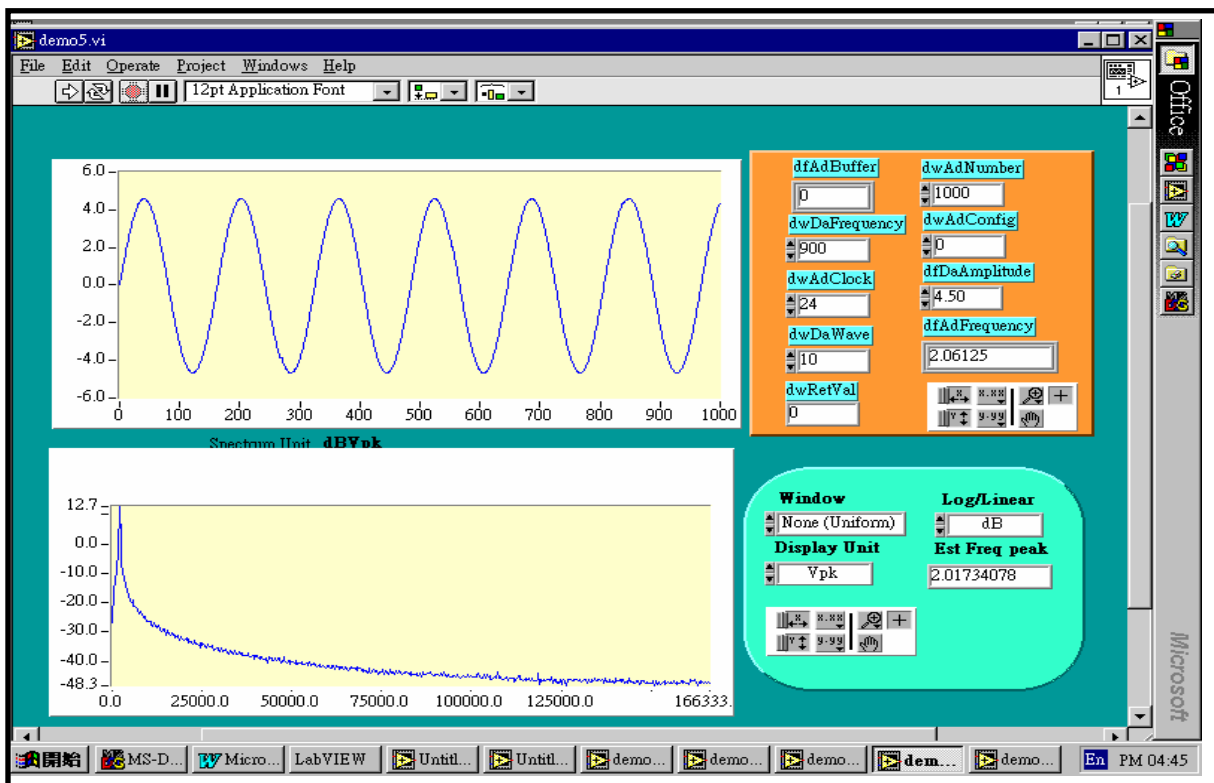 demo5.vi
File Edit Operate Project Windows Help
12pt Application Font
1
Office
6.0
4.0
2.0
0.0
-2.0
-4.0
-6.0
0 100 200 300 400 500 600 700 800 900 1000
dfAdBuffer
0
dwDaFrequency
900
dwAdClock
24
dwDaWave
10
dwRetVal
0
dwAdNumber
1000
dwAdConfig
0
dfDaAmplitude
4.50
dfAdFrequency
2.06125
X X.XX
Y Y.YY
Spectrum Unit dBVpk
12.7
0.0
-10.0
-20.0
-30.0
-40.0
-48.3
0.0 25000.0 50000.0 75000.0 100000.0 125000.0 166333.
Window
None (Uniform)
Display Unit
Vpk
Log/Linear
dB
Est Freq peak
2.01734078
X X.XX
Y Y.YY
Microsoft
開始 MS-D... Micro... LabVIEW Untitl... Untitl... demo... demo... demo... dem... demo... En PM 04:45